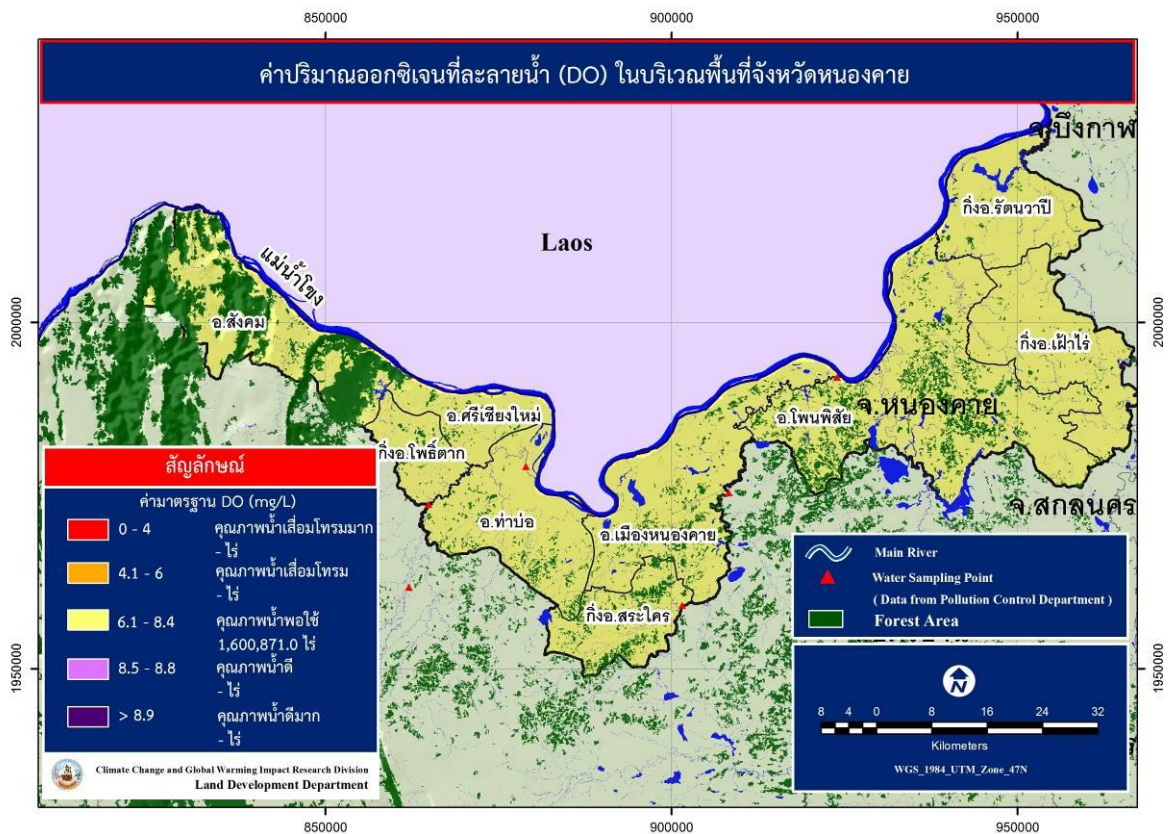 850000 900000 950000
ค่าปริมาณออกซิเจนที่ละลายน้ำ (DO) ในบริเวณพื้นที่จังหวัดหนองคาย
จ.บึงกาฬ
กิ่งอ.รัตนวาปี
Laos
แม่น้ำโขง
2000000
2000000
อ.สังคม
กิ่งอ.เฝ้าไร่
อ.ศรีเชียงใหม่
อ.โพนพิสัย
จ.หนองคาย
กิ่งอ.โพธิ์ตาก
อ.ท่าบ่อ
อ.เมืองหนองคาย
จ.สกลนคร
กิ่งอ.สระใคร
1950000
1950000
สัญลักษณ์
ค่ามาตรฐาน DO (mg/L)
0 - 4 คุณภาพน้ำเสื่อมโทรมมาก
- ไร่
4.1 - 6 คุณภาพน้ำเสื่อมโทรม
- ไร่
6.1 - 8.4 คุณภาพน้ำพอใช้
1,600,871.0 ไร่
8.5 - 8.8 คุณภาพน้ำดี
- ไร่
> 8.9 คุณภาพน้ำดีมาก
- ไร่
Climate Change and Global Warming Impact Research Division
Land Development Department
Main River
Water Sampling Point
( Data from Pollution Control Department )
Forest Area
N
8 4 0 8 16 24 32
Kilometers
WGS_1984_UTM_Zone_47N
850000 900000 950000